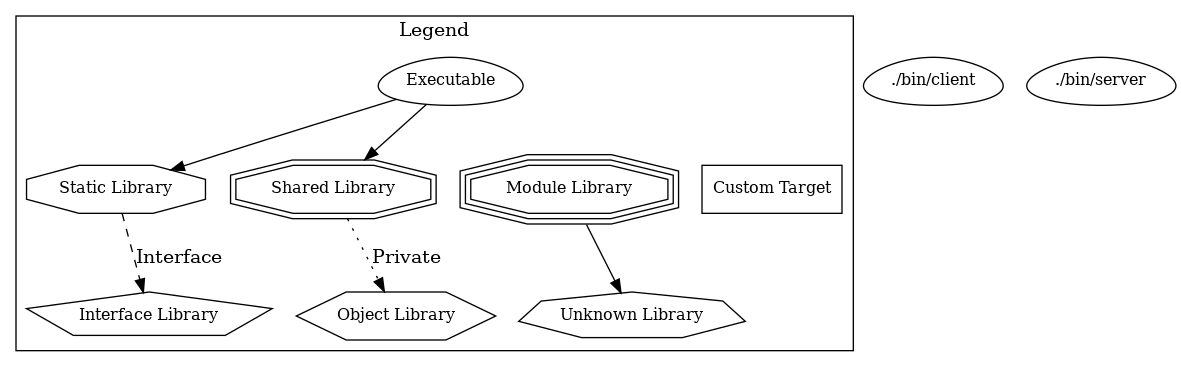 Legend
Executable
./bin/client
./bin/server
Static Library
Shared Library
Module Library
Custom Target
Interface
Private
Interface Library
Object Library
Unknown Library